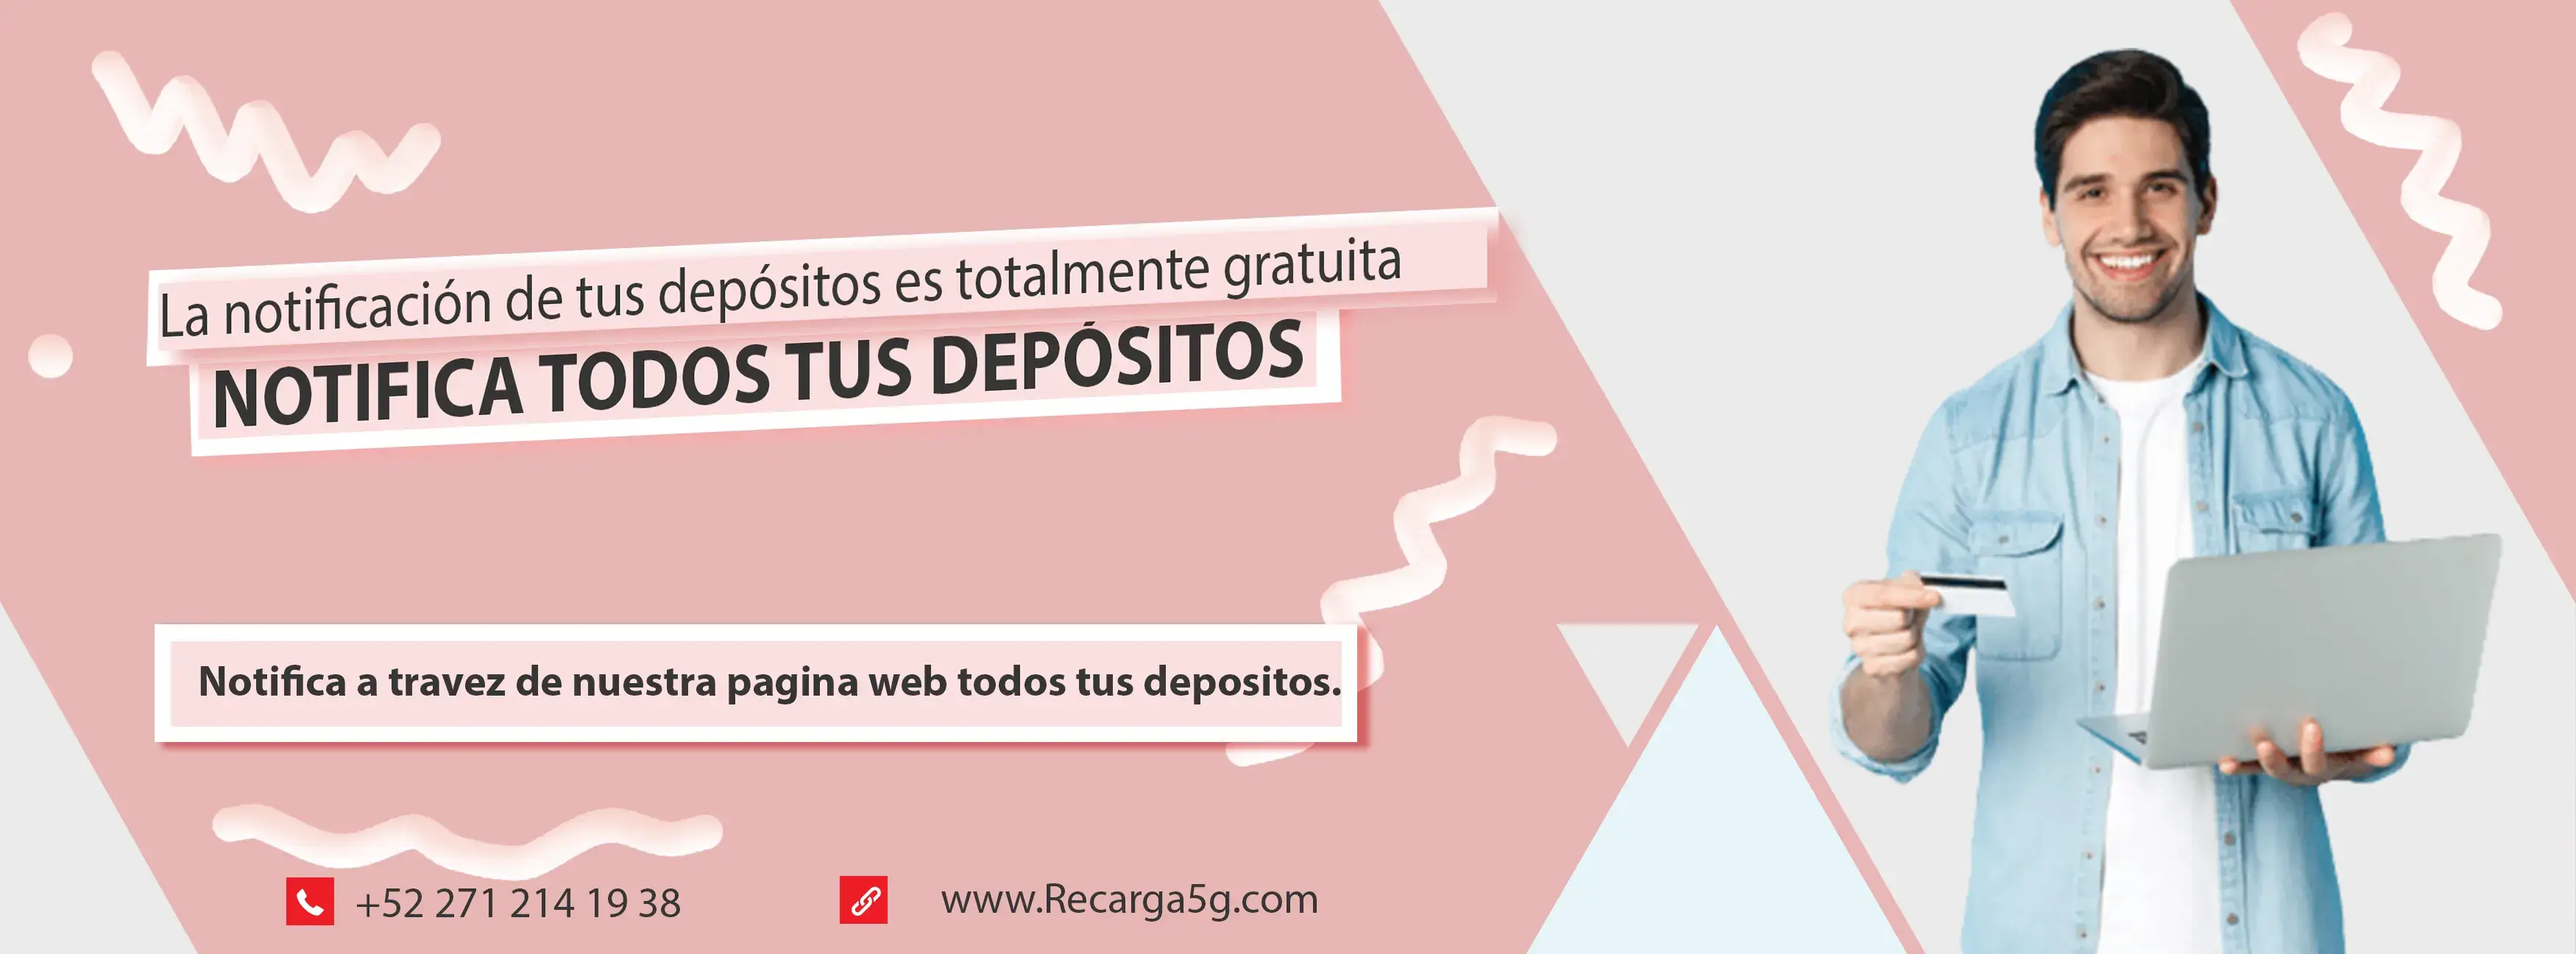 La notificación de tus depósitos es totalmente gratuita
NOTIFICA TODOS TUS DEPÓSITOS
Notifica a travez de nuestra pagina web todos tus depositos.
+52 271 214 19 38
www.Recarga5g.com